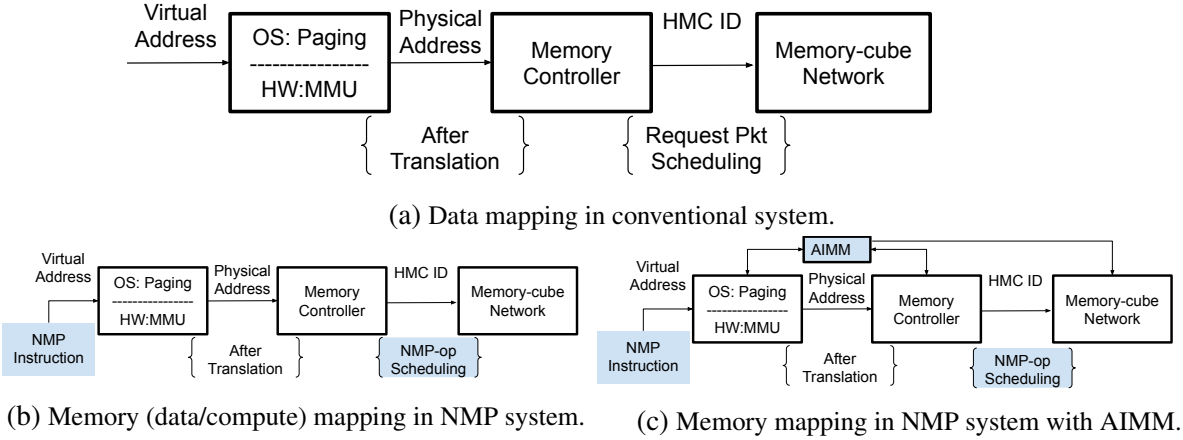 Virtual
Address
OS: Paging
----------------
HW:MMU
Physical
Address
Memory
Controller
HMC ID
Memory-cube
Network
After
Translation
Request Pkt
Scheduling
(a) Data mapping in conventional system.
Virtual
Address
NMP
Instruction
OS: Paging
----------------
HW:MMU
Physical
Address
Memory
Controller
HMC ID
Memory-cube
Network
After
Translation
NMP-op
Scheduling
(b) Memory (data/compute) mapping in NMP system.
AIMM
Virtual
Address
NMP
Instruction
OS: Paging
----------------
HW:MMU
Physical
Address
Memory
Controller
HMC ID
Memory-cube
Network
After
Translation
NMP-op
Scheduling
(c) Memory mapping in NMP system with AIMM.